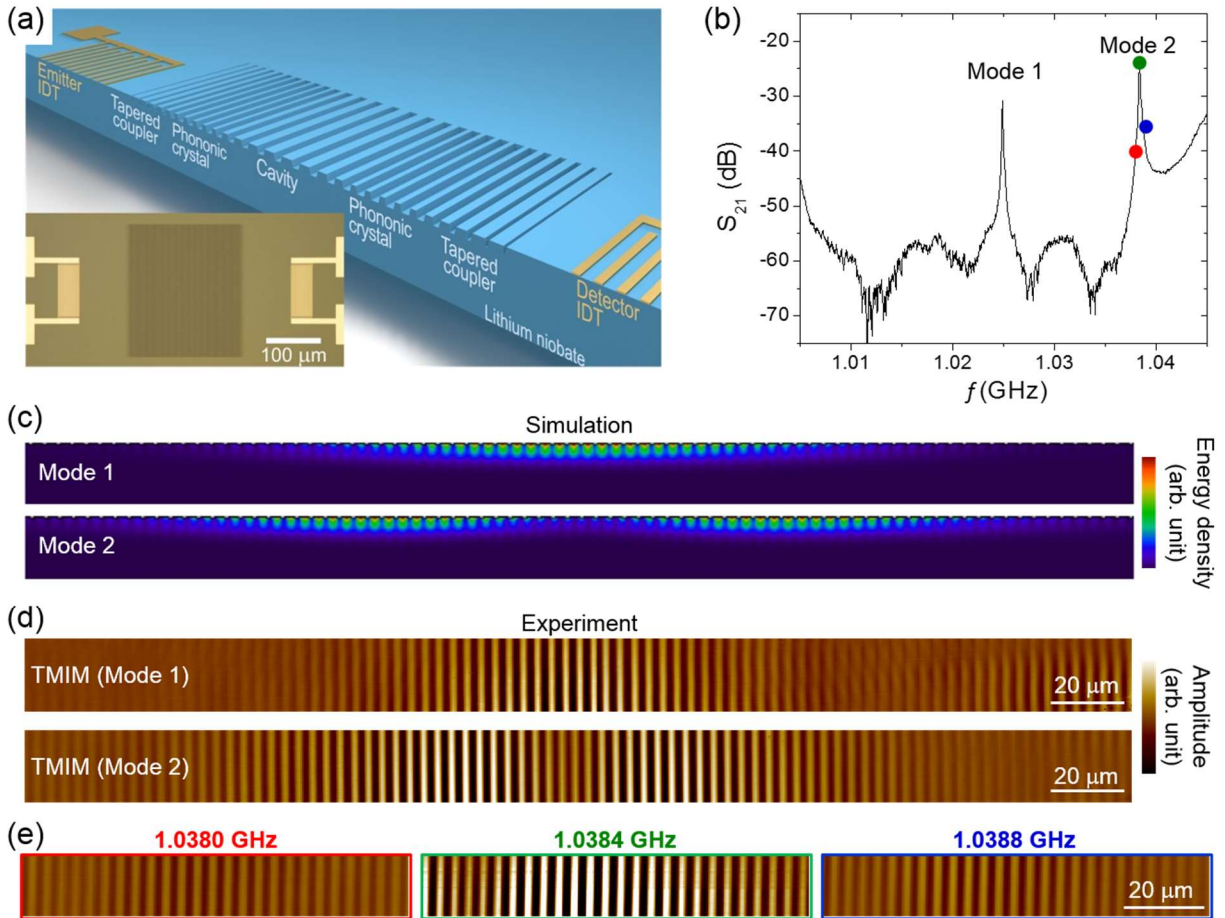 (a)
Emitter
IDT
Tapered
coupler
Phononic
crystal
Cavity
Phononic
crystal
Tapered
coupler
Lithium niobate
Detector
IDT
100 μm
(b)
-20
-30
-40
-50
-60
-70
S21 (dB)
Mode 1
Mode 2
1.01
1.02
1.03
1.04
f (GHz)
(c)
Simulation
Mode 1
Mode 2
Energy density
(arb. unit)
(d)
Experiment
TMIM (Mode 1)
20 μm
TMIM (Mode 2)
20 μm
Amplitude
(arb. unit)
(e)
1.0380 GHz
1.0384 GHz
1.0388 GHz
20 μm